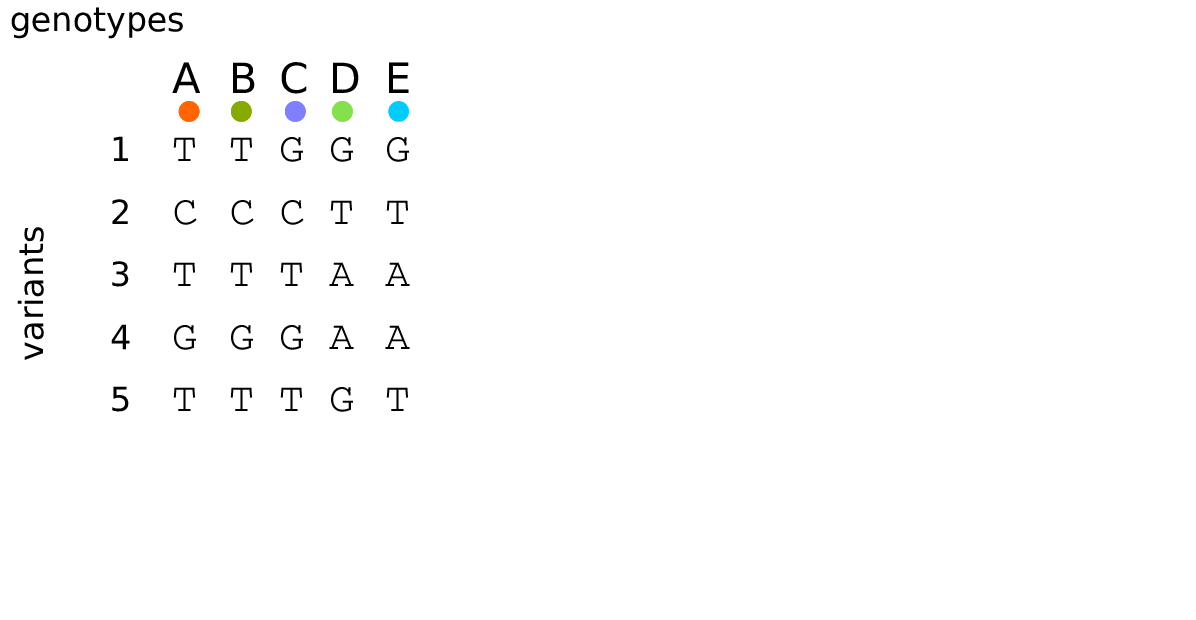 genotypes
A B C D E
1 T T G G G
2 C C C T T
variants
3 T T T A A
4 G G G A A
5 T T T G T